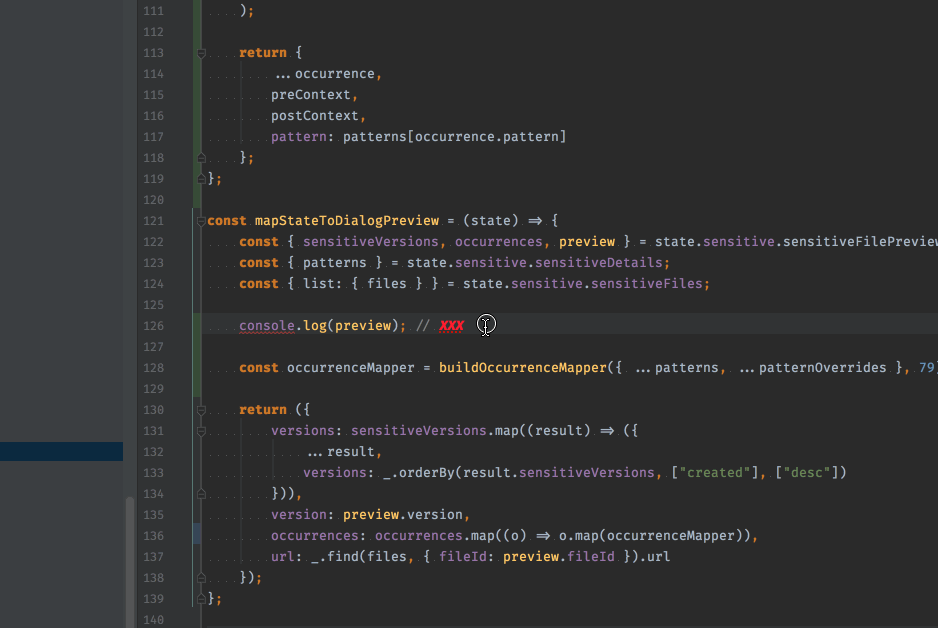 111 );
112
113 return {
114 ...occurrence,
115 preContext,
116 postContext,
117 pattern: patterns[occurrence.pattern]
118 };
119 };
120
121 const mapStateToDialogPreview = (state) => {
122 const { sensitiveVersions, occurrences, preview } = state.sensitive.sensitiveFilePreview
123 const { patterns } = state.sensitive.sensitiveDetails;
124 const { list: { files } } = state.sensitive.sensitiveFiles;
125
126 console.log(preview); // XXX
127
128 const occurrenceMapper = buildOccurrenceMapper({ ...patterns, ...patternOverrides }, 79
129
130 return ({
131 versions: sensitiveVersions.map((result) => ({
132 ...result,
133 versions: _.orderBy(result.sensitiveVersions, ["created"], ["desc"])
134 })),
135 version: preview.version,
136 occurrences: occurrences.map((o) => o.map(occurrenceMapper)),
137 url: _.find(files, { fileId: preview.fileId }).url
138 });
139 };
140